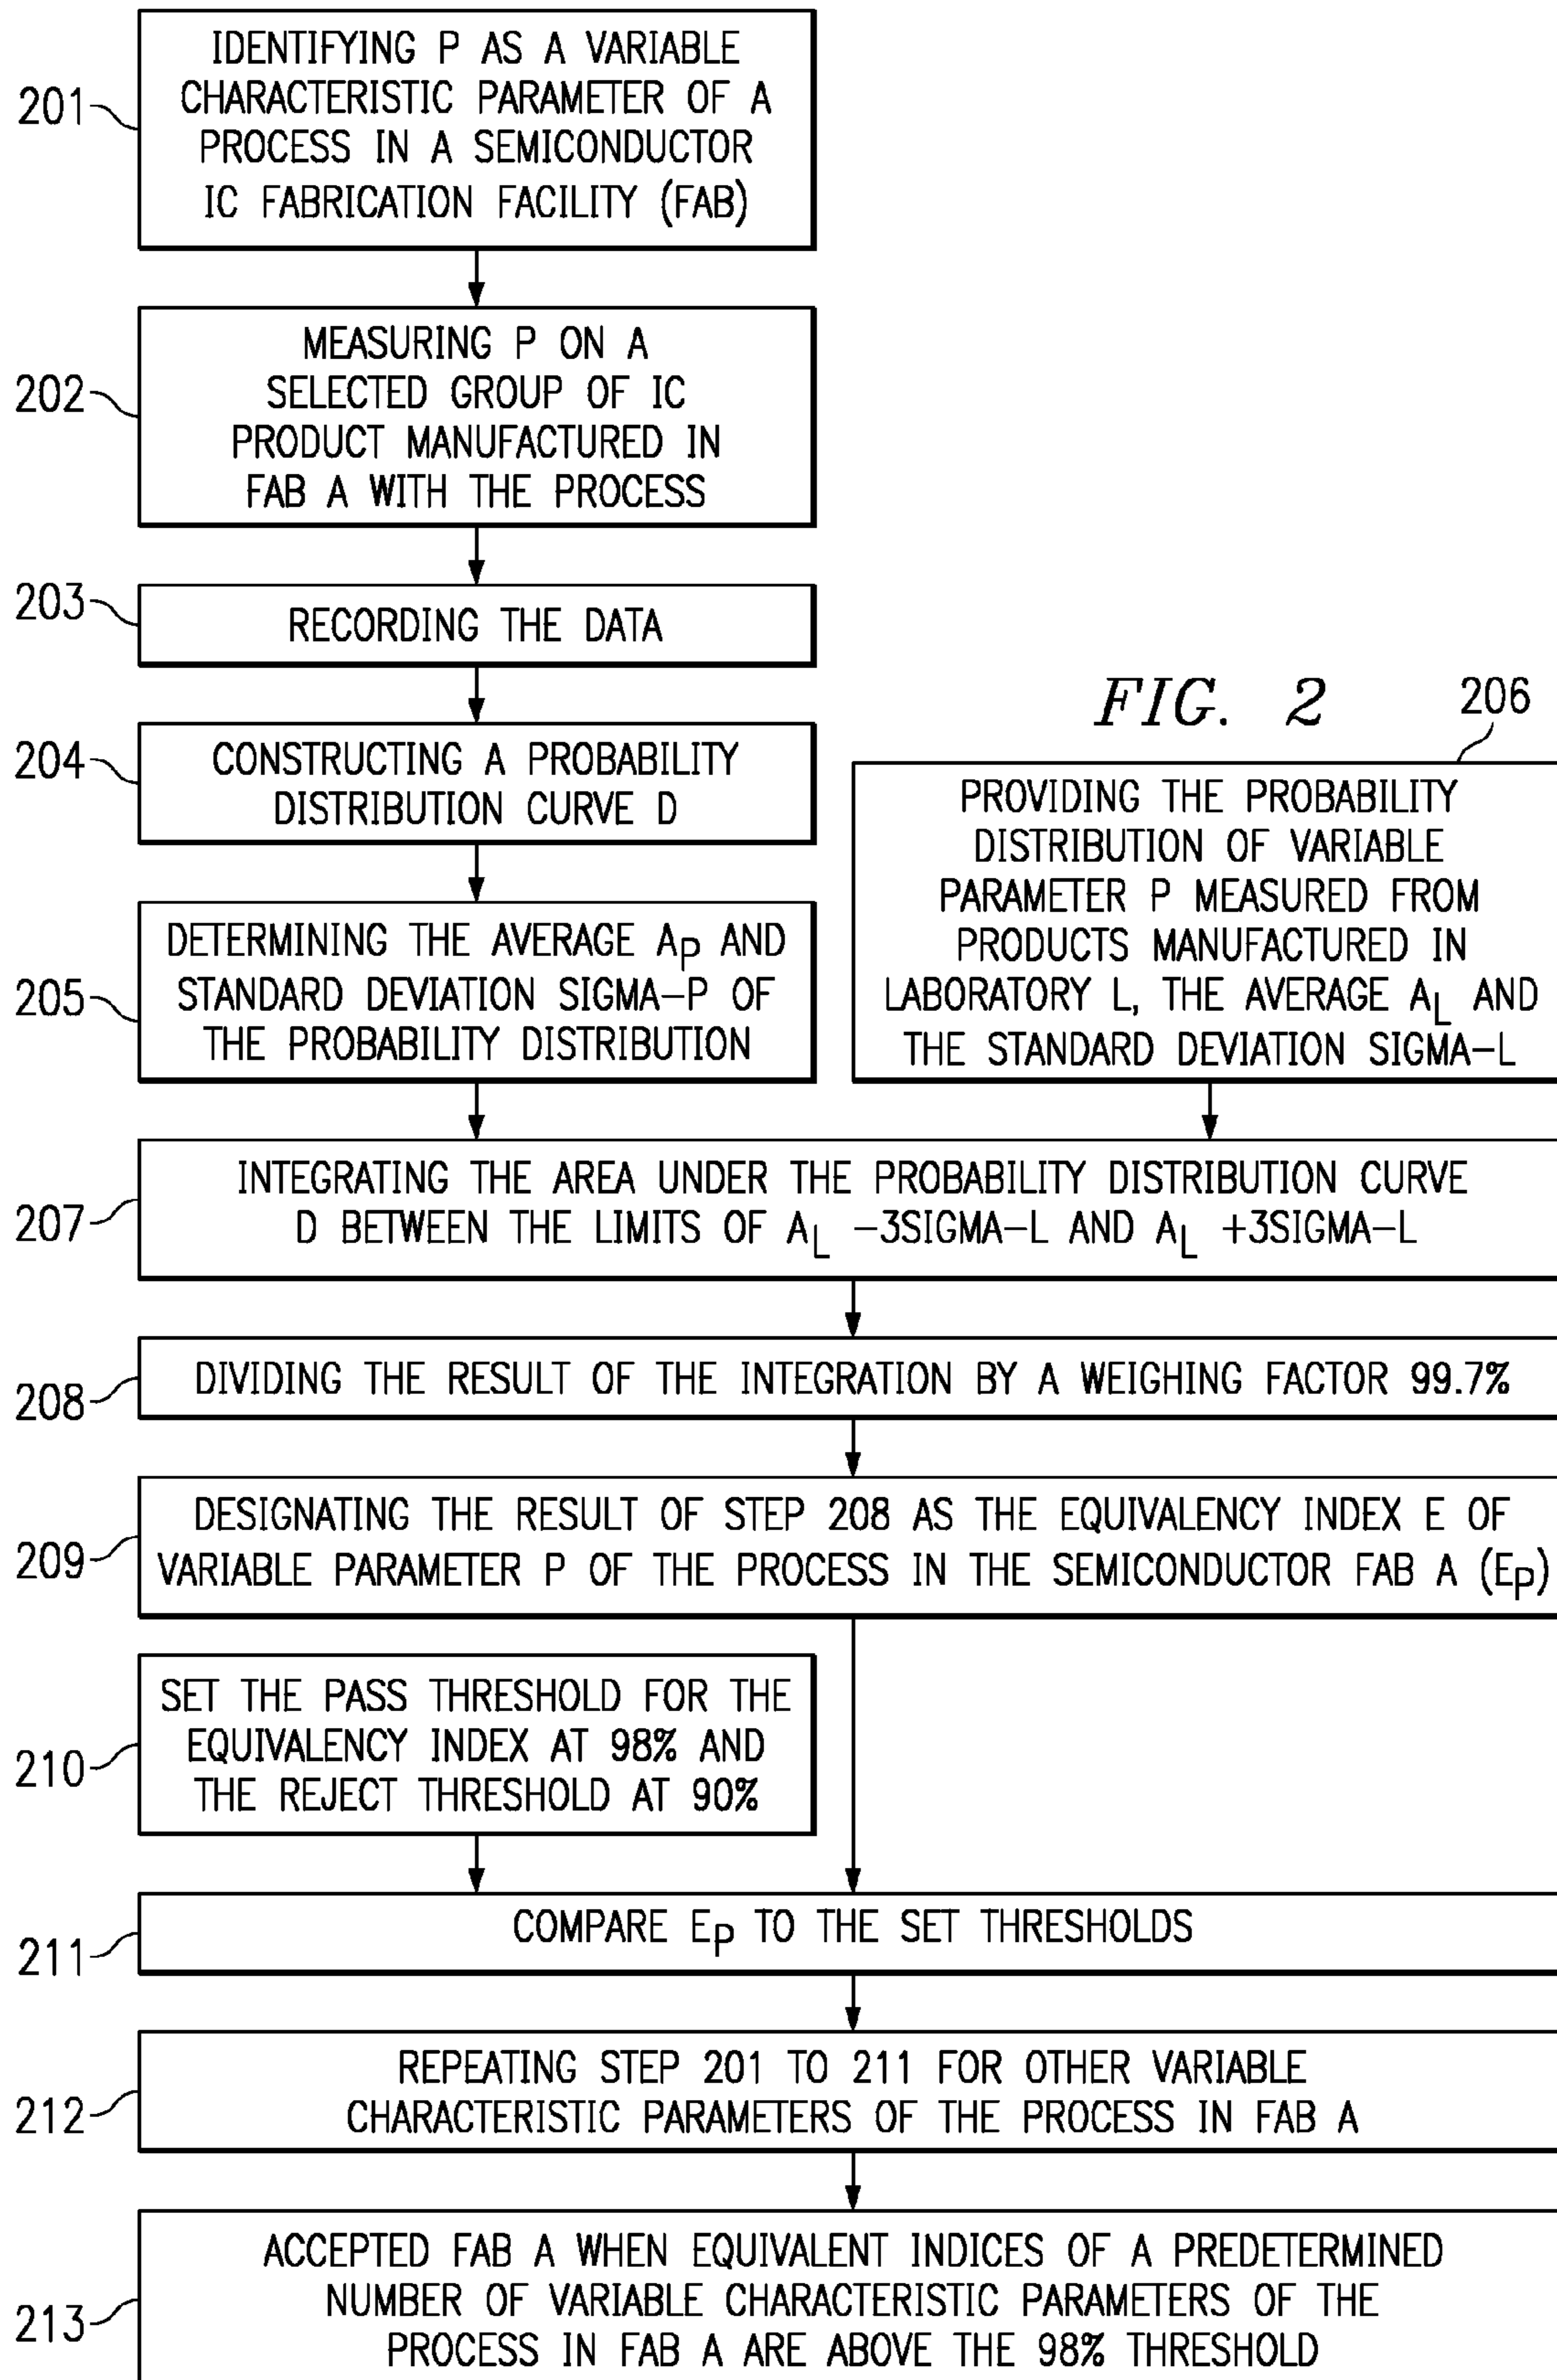 201
IDENTIFYING P AS A VARIABLE
CHARACTERISTIC PARAMETER OF A
PROCESS IN A SEMICONDUCTOR
IC FABRICATION FACILITY (FAB)
202
MEASURING P ON A
SELECTED GROUP OF IC
PRODUCT MANUFACTURED IN
FAB A WITH THE PROCESS
203
RECORDING THE DATA
FIG. 2
204
CONSTRUCTING A PROBABILITY
DISTRIBUTION CURVE D
205
DETERMINING THE AVERAGE AP AND
STANDARD DEVIATION SIGMA-P OF
THE PROBABILITY DISTRIBUTION
206
PROVIDING THE PROBABILITY
DISTRIBUTION OF VARIABLE
PARAMETER P MEASURED FROM
PRODUCTS MANUFACTURED IN
LABORATORY L, THE AVERAGE AL AND
THE STANDARD DEVIATION SIGMA-L
207
INTEGRATING THE AREA UNDER THE PROBABILITY DISTRIBUTION CURVE
D BETWEEN THE LIMITS OF AL -3SIGMA-L AND AL +3SIGMA-L
208
DIVIDING THE RESULT OF THE INTEGRATION BY A WEIGHING FACTOR 99.7%
209
DESIGNATING THE RESULT OF STEP 208 AS THE EQUIVALENCY INDEX E OF
VARIABLE PARAMETER P OF THE PROCESS IN THE SEMICONDUCTOR FAB A (EP)
210
SET THE PASS THRESHOLD FOR THE
EQUIVALENCY INDEX AT 98% AND
THE REJECT THRESHOLD AT 90%
211
COMPARE EP TO THE SET THRESHOLDS
212
REPEATING STEP 201 TO 211 FOR OTHER VARIABLE
CHARACTERISTIC PARAMETERS OF THE PROCESS IN FAB A
213
ACCEPTED FAB A WHEN EQUIVALENT INDICES OF A PREDETERMINED
NUMBER OF VARIABLE CHARACTERISTIC PARAMETERS OF THE
PROCESS IN FAB A ARE ABOVE THE 98% THRESHOLD